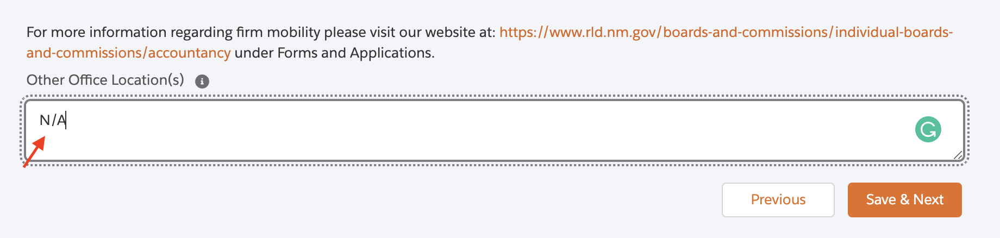 For more information regarding firm mobility please visit our website at: https://www.rld.nm.gov/boards-and-commissions/individual-boards-
and-commissions/accountancy under Forms and Applications.
Other Office Location(s)
N/A
Previous
Save & Next